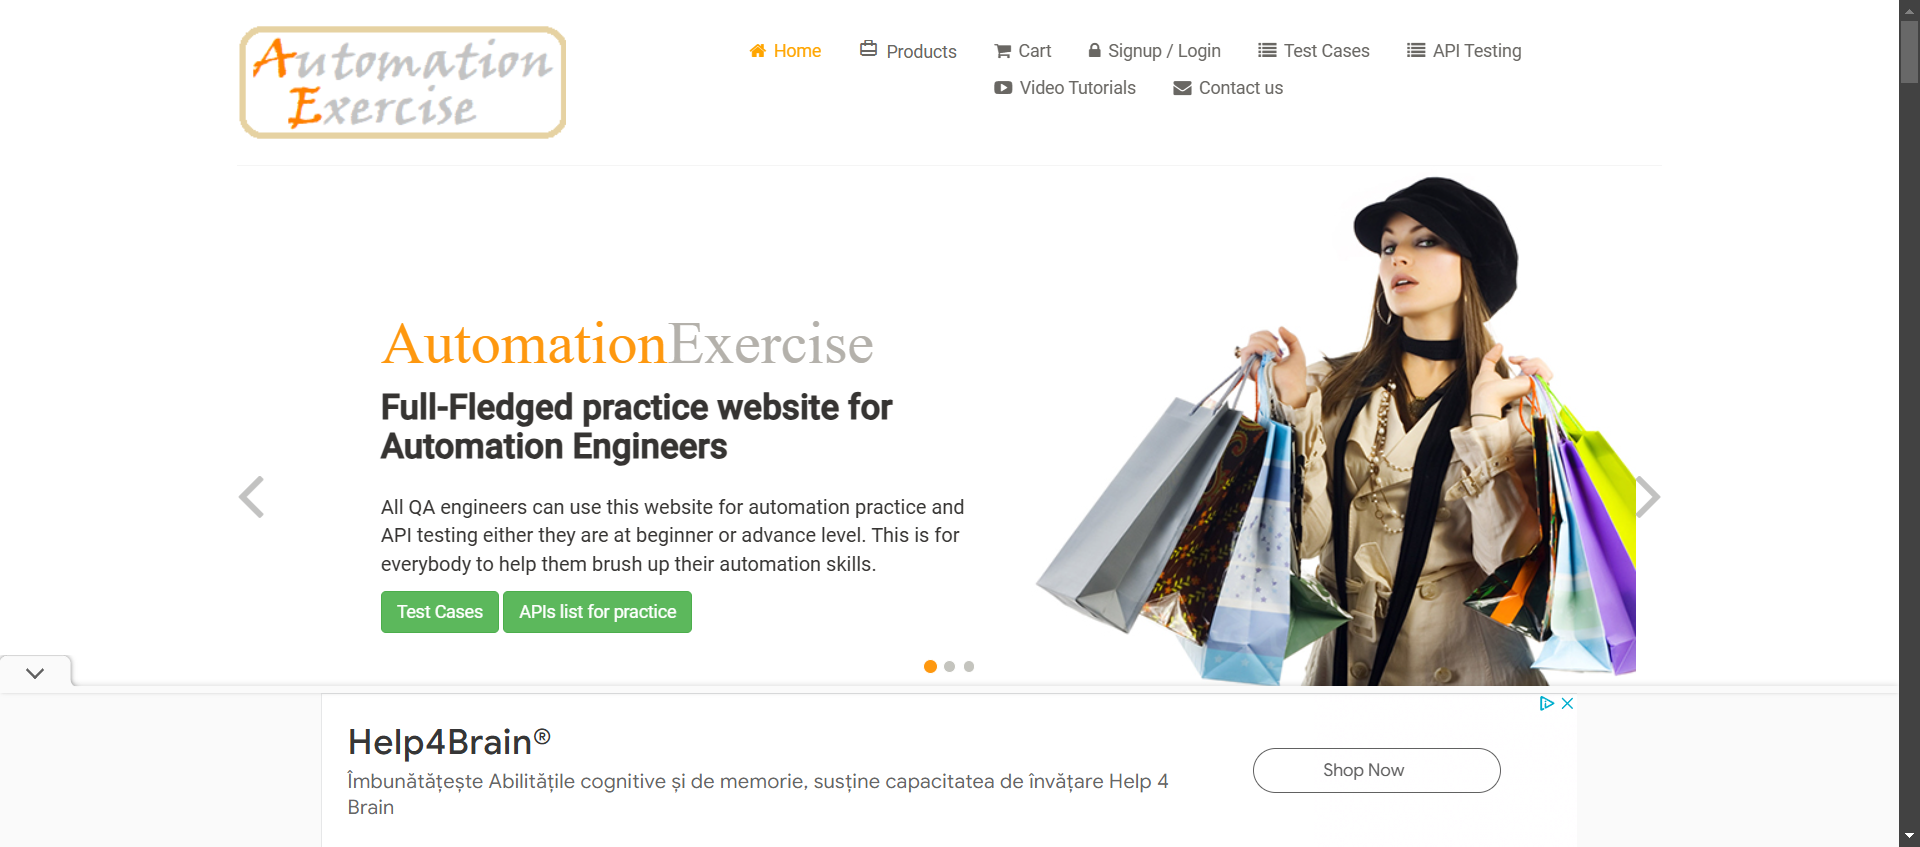 Automation
Exercise
Home
Products
Cart
Signup / Login
Test Cases
API Testing
Video Tutorials
Contact us
AutomationExercise
Full-Fledged practice website for
Automation Engineers
All QA engineers can use this website for automation practice and
API testing either they are at beginner or advance level. This is for
everybody to help them brush up their automation skills.
Test Cases
APIs list for practice
Help4Brain®
Îmbunătățește Abilitățile cognitive și de memorie, susține capacitatea de învățare Help 4
Brain
Shop Now